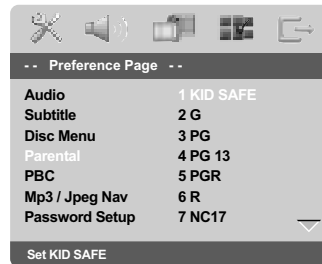 - - Preference Page - -
Audio 1 KID SAFE
Subtitle 2 G
Disc Menu 3 PG
Parental 4 PG 13
PBC 5 PGR
Mp3 / Jpeg Nav 6 R
Password Setup 7 NC17
Set KID SAFE